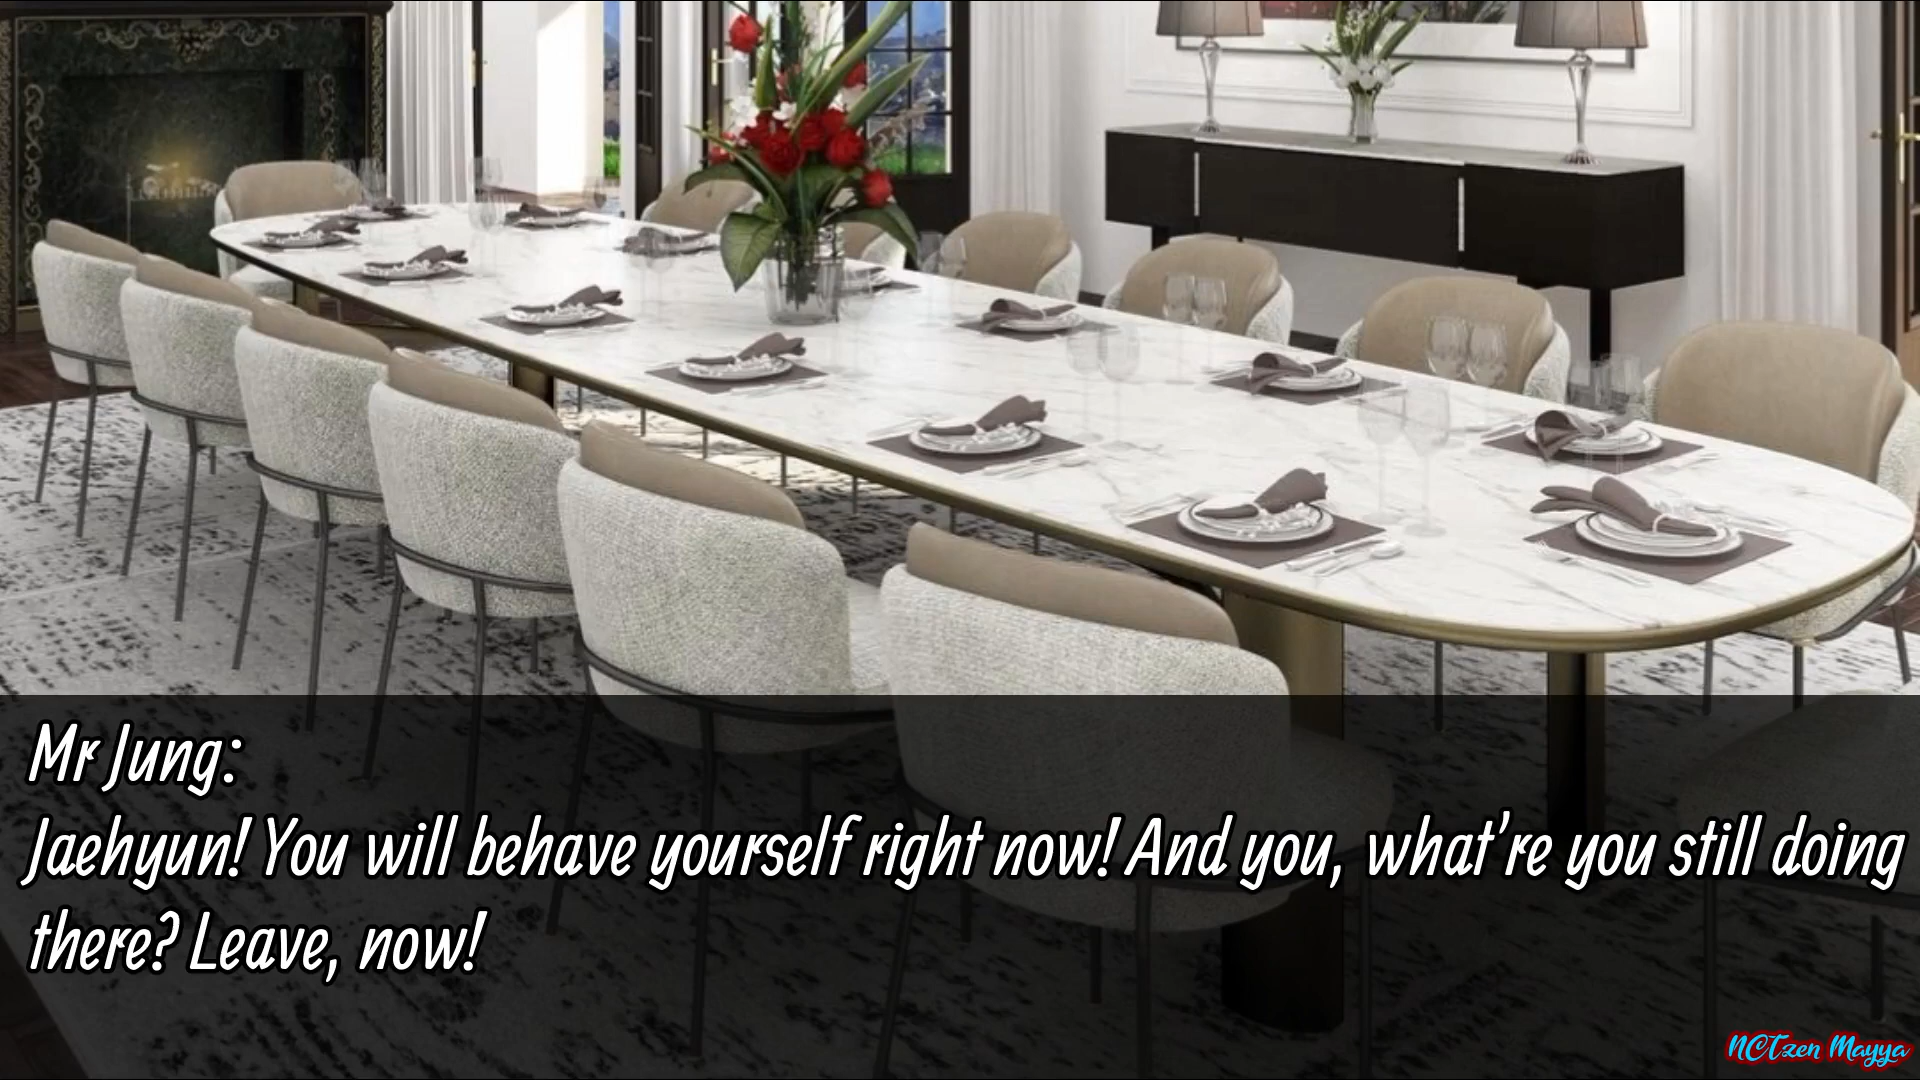 Mr Jung:
Jaehyun! You will behave yourself right now! And you, what're you still doing
there? Leave, now!
NCTzen Mayya